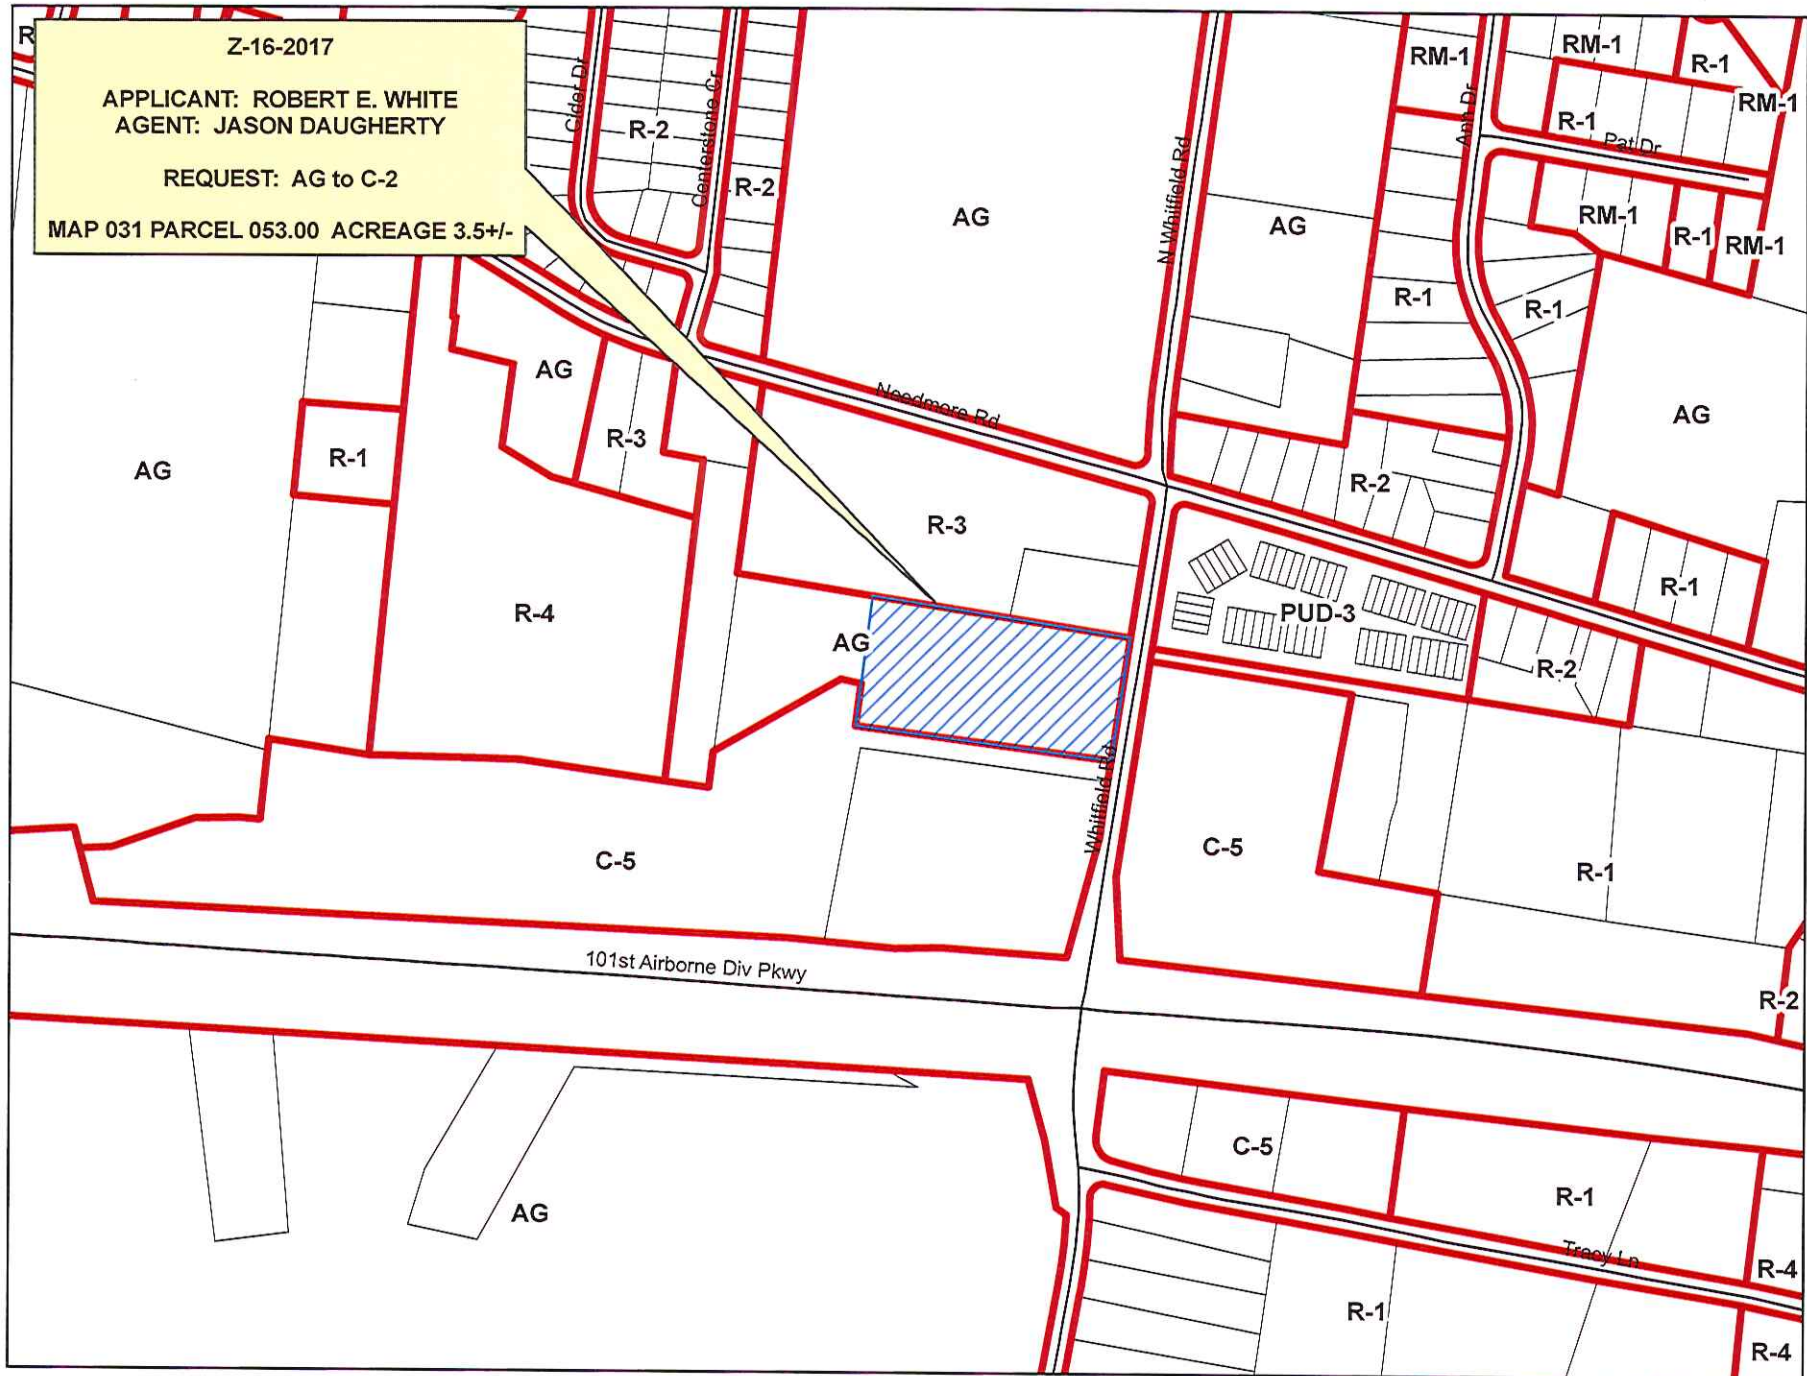 Z-16-2017
APPLICANT: ROBERT E. WHITE
AGENT: JASON DAUGHERTY
REQUEST: AG to C-2
MAP 031 PARCEL 053.00 ACREAGE 3.5+/-
R
Cider Dr
R-2
Centerstone Cr
R-2
AG
N Whitfield Rd
AG
RM-1
Ann Dr
RM-1
R-1
RM-1
R-1
Pat Dr
RM-1
R-1
RM-1
R-1
R-1
AG
AG
R-1
AG
R-3
Needmore Rd
R-2
R-3
R-4
AG
PUD-3
R-1
R-2
Whitfield Rd
C-5
C-5
R-1
101st Airborne Div Pkwy
R-2
AG
C-5
R-1
Tracy Ln
R-4
R-1
R-4